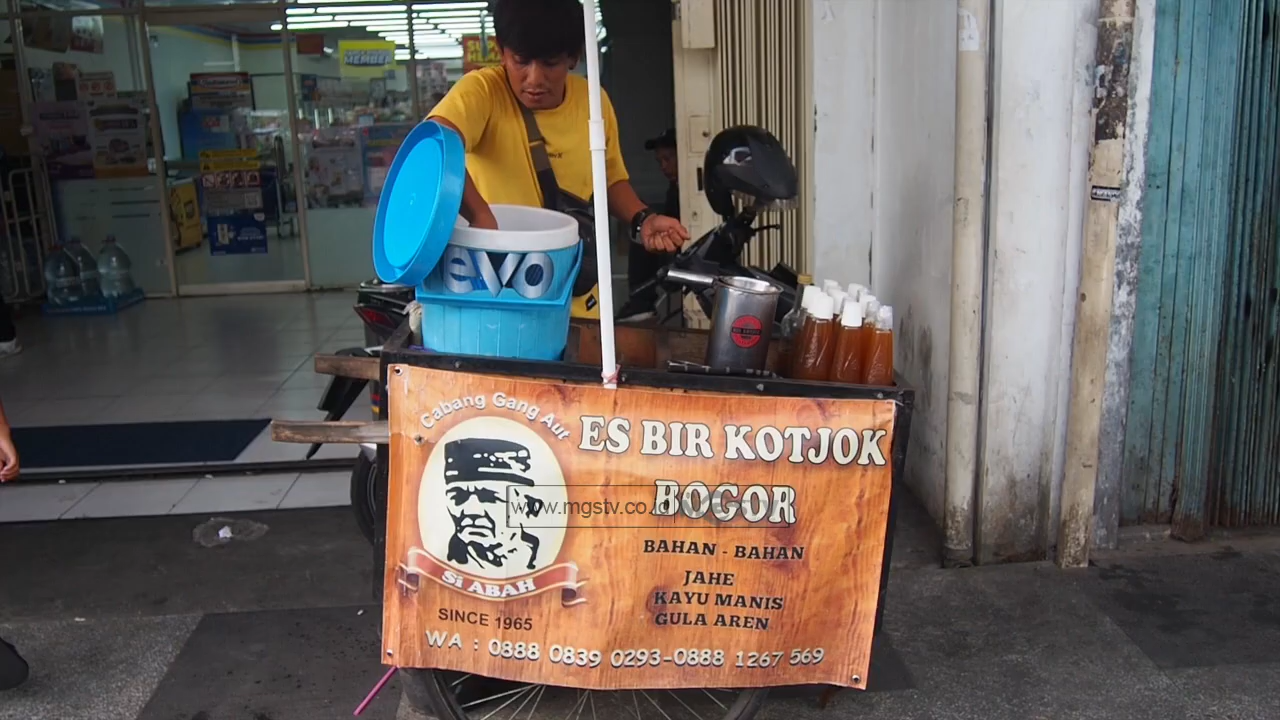 MEMBER
evo
Cabang Gang Aut
ES BIR KOTJOK
BOGOR
www.mgstv.co.id
BAHAN - BAHAN
JAHE
KAYU MANIS
GULA AREN
Si ABAH
SINCE 1965
WA : 0888 0839 0293-0888 1267 569